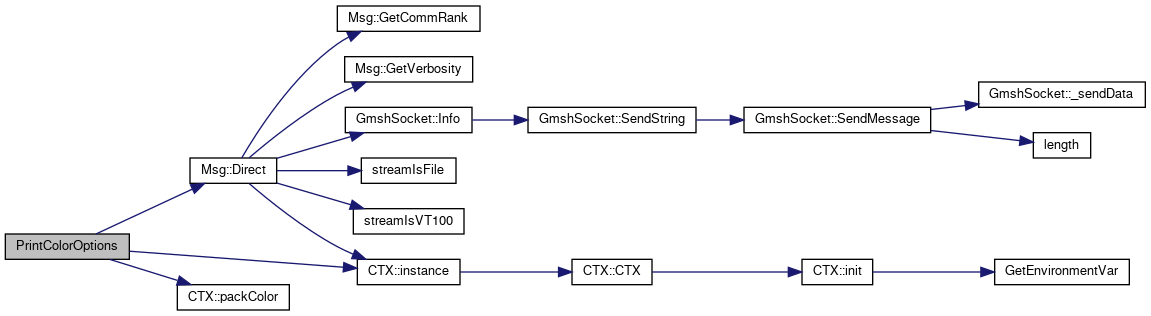 Msg::GetCommRank
Msg::GetVerbosity
GmshSocket::Info
GmshSocket::SendString
GmshSocket::SendMessage
GmshSocket::_sendData
length
Msg::Direct
streamIsFile
streamIsVT100
PrintColorOptions
CTX::instance
CTX::CTX
CTX::init
GetEnvironmentVar
CTX::packColor